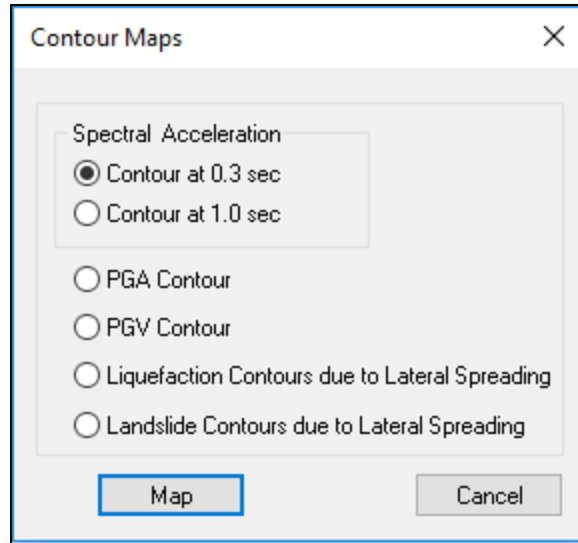 Contour Maps
Spectral Acceleration
Contour at 0.3 sec
Contour at 1.0 sec
PGA Contour
PGV Contour
Liquefaction Contours due to Lateral Spreading
Landslide Contours due to Lateral Spreading
Map Cancel